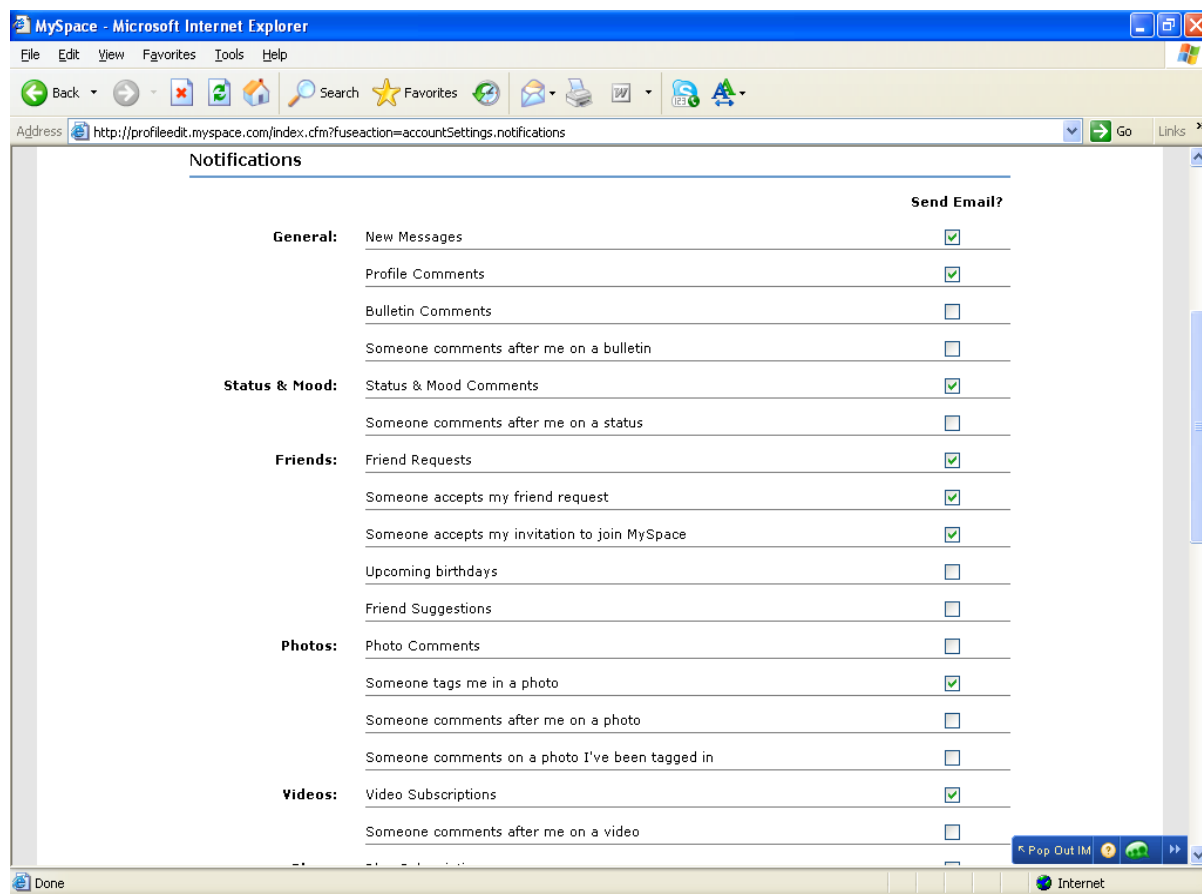 MySpace - Microsoft Internet Explorer
File Edit View Favorites Tools Help
Back Search Favorites W 123 A
Address http://profileedit.myspace.com/index.cfm?fuseaction=accountSettings.notifications Go Links »
Notifications
Send Email?
General: New Messages
Profile Comments
Bulletin Comments
Someone comments after me on a bulletin
Status & Mood: Status & Mood Comments
Someone comments after me on a status
Friends: Friend Requests
Someone accepts my friend request
Someone accepts my invitation to join MySpace
Upcoming birthdays
Friend Suggestions
Photos: Photo Comments
Someone tags me in a photo
Someone comments after me on a photo
Someone comments on a photo I've been tagged in
Videos: Video Subscriptions
Someone comments after me on a video
Pop Out IM ?
Done Internet